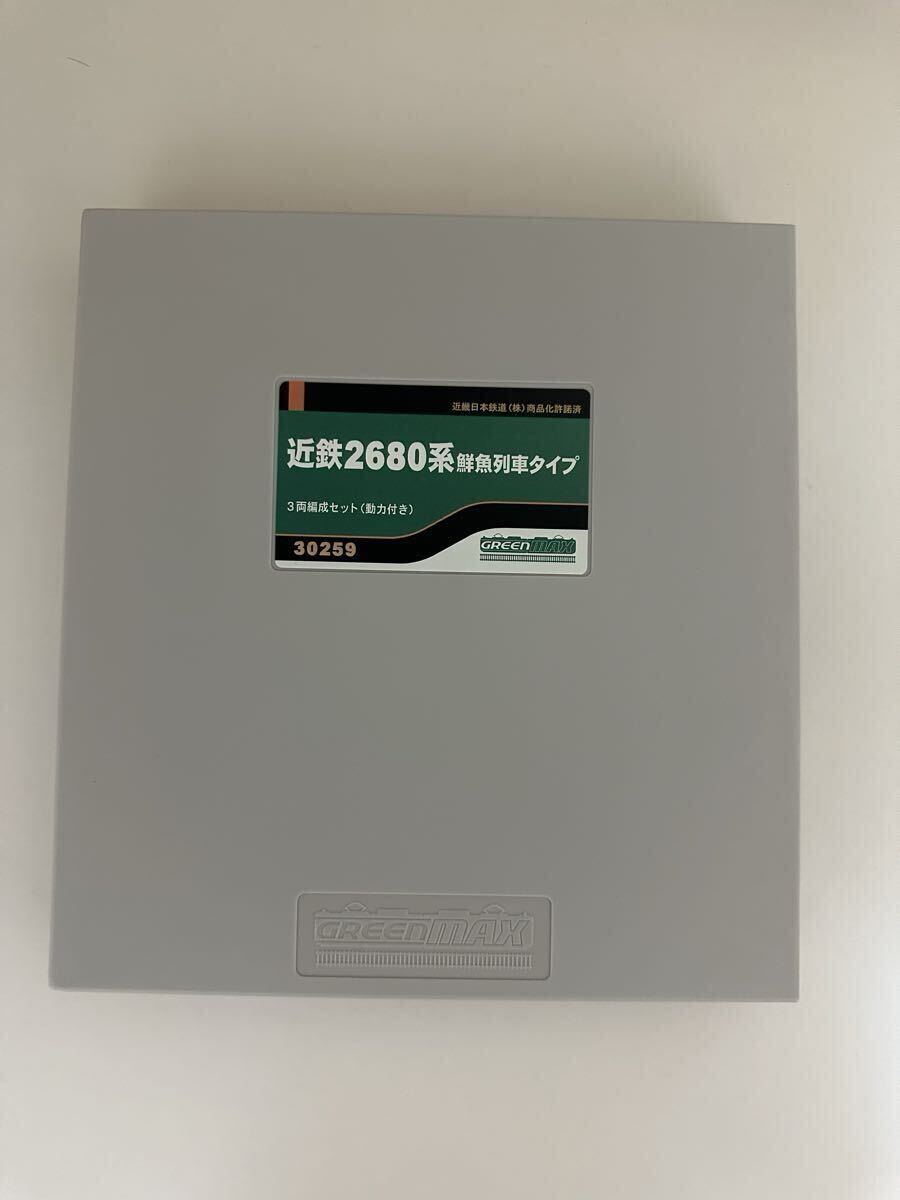 近畿日本鉄道(株)商品化許諾済
近鉄2680系鮮魚列車タイプ
3両編成セット(動力付き)
30259
GREENMAX
GREENMAX